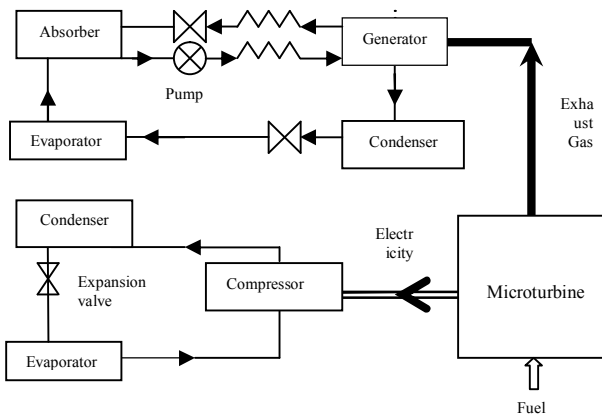 Absorber
Generator
Pump
Exha
ust
Gas
Evaporator
Condenser
Condenser
Electr
icity
Expansion
valve
Compressor
Microturbine
Evaporator
Fuel